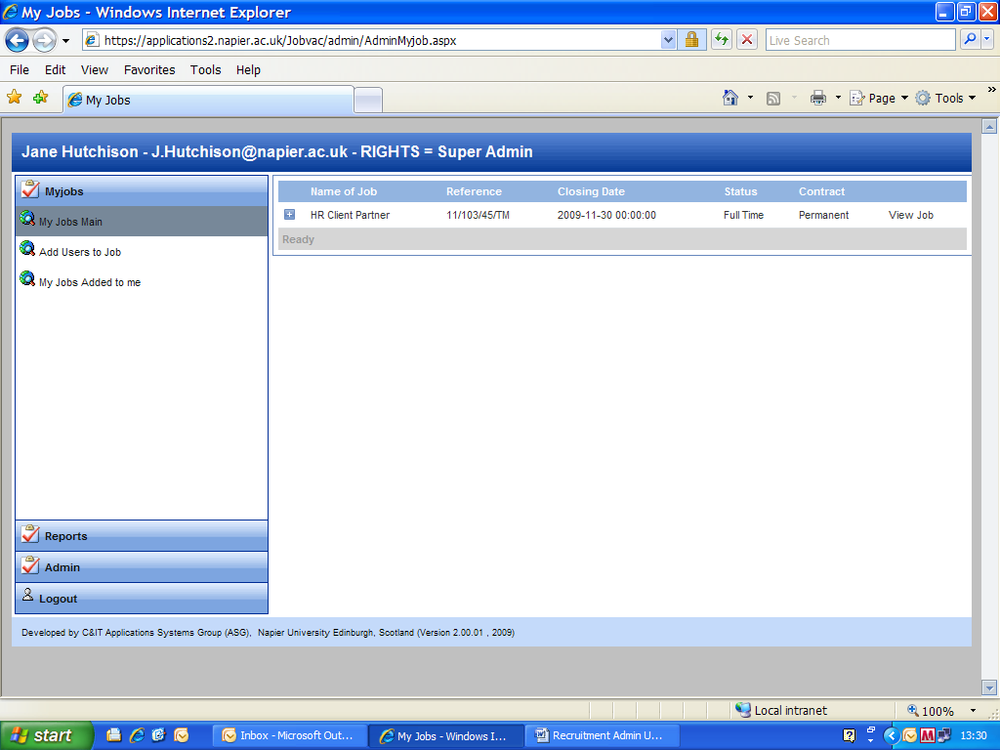 My Jobs - Windows Internet Explorer
https://applications2.napier.ac.uk/Jobvac/admin/AdminMyjob.aspx
Live Search
File Edit View Favorites Tools Help
My Jobs
Page Tools
Jane Hutchison - J.Hutchison@napier.ac.uk - RIGHTS = Super Admin
Myjobs
My Jobs Main
Add Users to Job
My Jobs Added to me
Reports
Admin
Logout
Name of Job Reference Closing Date Status Contract
HR Client Partner 11/103/45/TM 2009-11-30 00:00:00 Full Time Permanent View Job
Ready
Developed by C&IT Applications Systems Group (ASG), Napier University Edinburgh, Scotland (Version 2.00.01 , 2009)
Local intranet 100%
start Inbox - Microsoft Out... My Jobs - Windows I... Recruitment Admin U... 13:30